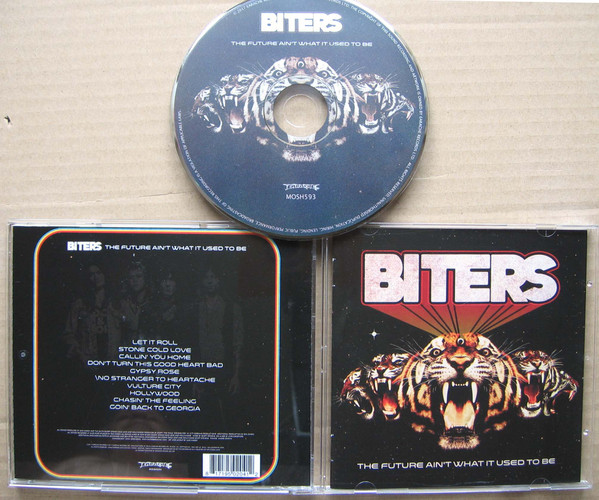 BITERS
THE FUTURE AIN'T WHAT IT USED TO BE
EARACHE
MOSH593
BITERS THE FUTURE AIN'T WHAT IT USED TO BE
LET IT ROLL
STONE COLD LOVE
CALLIN' YOU HOME
DON'T TURN THIS GOOD HEART BAD
GYPSY ROSE
NO STRANGER TO HEARTACHE
VULTURE CITY
HOLLYWOOD
CHASIN' THE FEELING
GOIN' BACK TO GEORGIA
EARACHE
BITERS
THE FUTURE AIN'T WHAT IT USED TO BE